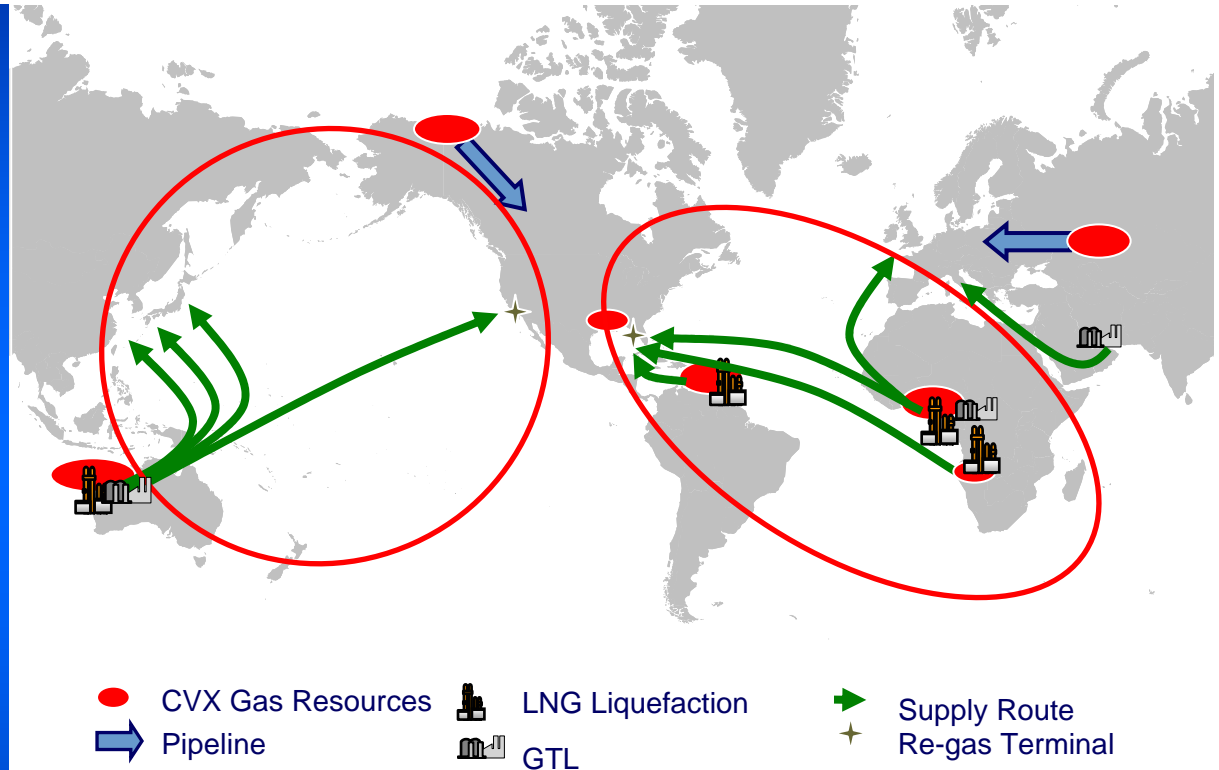 CVX Gas Resources
LNG Liquefaction
Supply Route
Pipeline
GTL
Re-gas Terminal